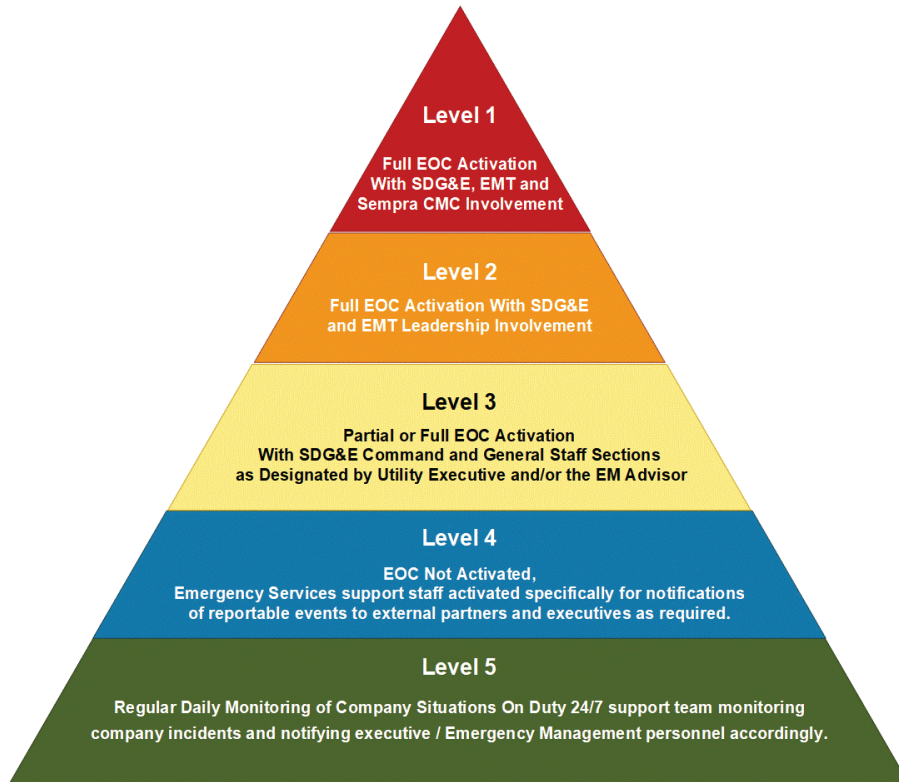 Level 1
Full EOC Activation
With SDG&E, EMT and
Sempra CMC Involvement
Level 2
Full EOC Activation With SDG&E
and EMT Leadership Involvement
Level 3
Partial or Full EOC Activation
With SDG&E Command and General Staff Sections
as Designated by Utility Executive and/or the EM Advisor
Level 4
EOC Not Activated,
Emergency Services support staff activated specifically for notifications
of reportable events to external partners and executives as required.
Level 5
Regular Daily Monitoring of Company Situations On Duty 24/7 support team monitoring
company incidents and notifying executive / Emergency Management personnel accordingly.